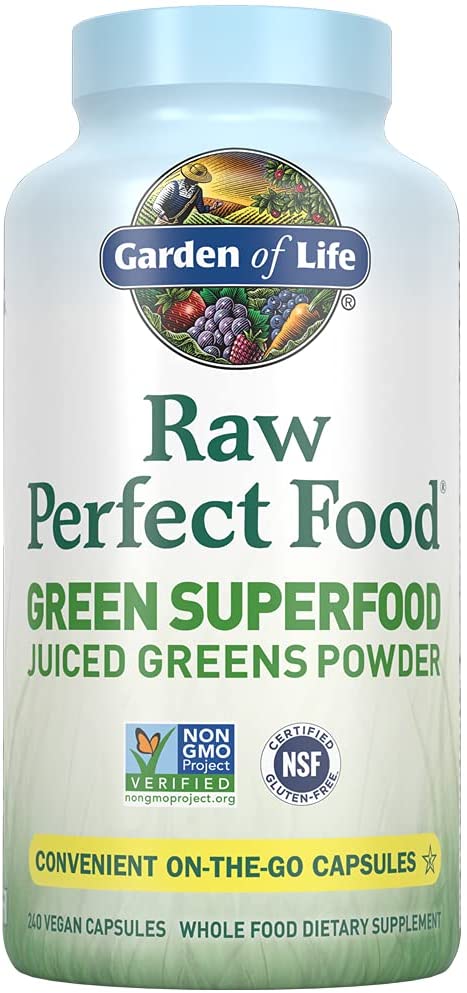 Garden of Life
®
Raw
Perfect Food®
GREEN SUPERFOOD
JUICED GREENS POWDER
NON
GMO
Project
VERIFIED
nongmoproject.org
CERTIFIED
NSF
GLUTEN-FREE
CONVENIENT ON-THE-GO CAPSULES
240 VEGAN CAPSULES WHOLE FOOD DIETARY SUPPLEMENT